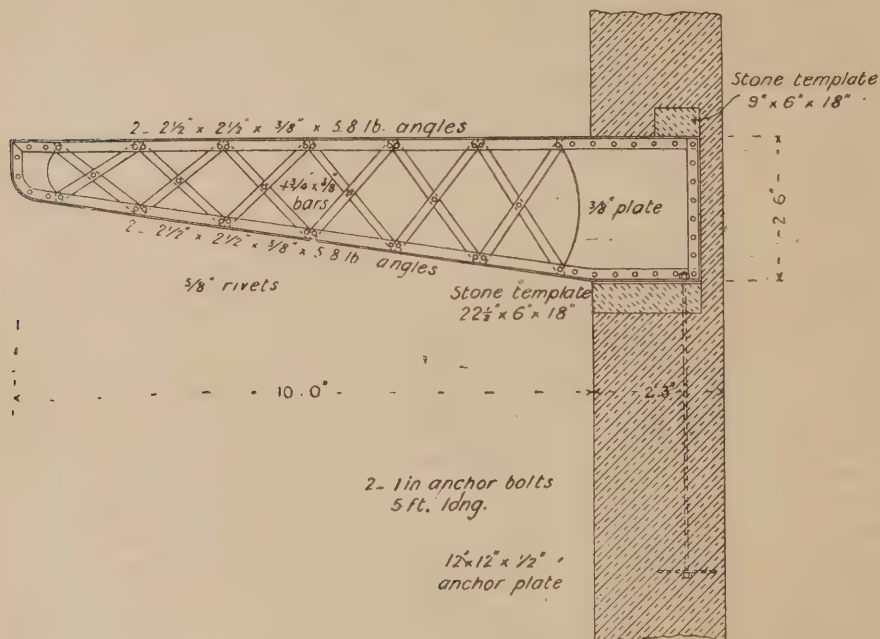 Stone template
9" x 6" x 18"
2- 2½" x 2½" x ⅜" x 5.8 lb. angles
1¾" x ⅜"
bars
⅜" plate
2'6"
2- 2½" x 2½" x ⅜" x 5.8 lb angles
⅝" rivets
Stone template
22½" x 6" x 18"
10.0"
2'3"
2- 1 in anchor bolts
5 ft. long.
12" x 12" x ½"
anchor plate